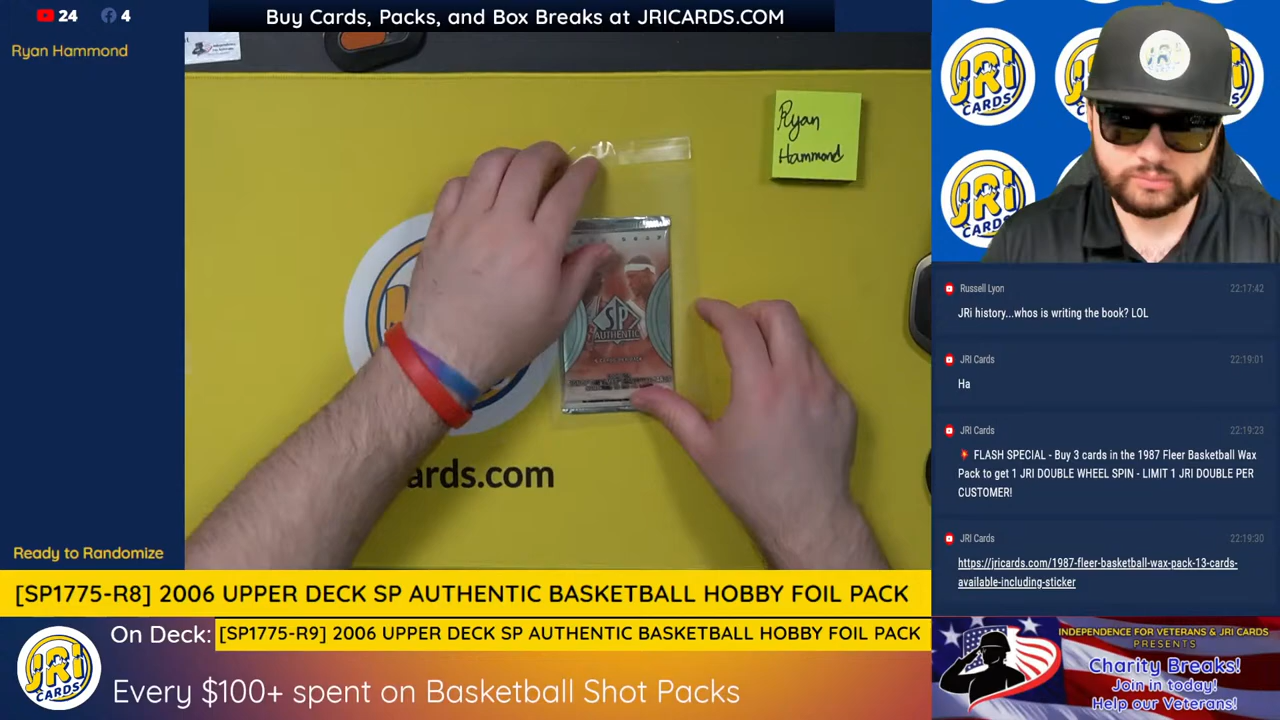 24
4
Buy Cards, Packs, and Box Breaks at JRICARDS.COM
Ryan Hammond
Ryan
Hammond
JRI
CARDS
JRI
CARDS
SP
AUTHENTIC
ards.com
Russell Lyon
22:17:42
JRi history...whos is writing the book? LOL
JRI Cards
22:19:01
Ha
JRI Cards
22:19:23
FLASH SPECIAL - Buy 3 cards in the 1987 Fleer Basketball Wax
Pack to get 1 JRI DOUBLE WHEEL SPIN - LIMIT 1 JRI DOUBLE PER
CUSTOMER!
JRI Cards
22:19:30
https://jricards.com/1987-fleer-basketball-wax-pack-13-cards-
available-including-sticker
Ready to Randomize
[SP1775-R8] 2006 UPPER DECK SP AUTHENTIC BASKETBALL HOBBY FOIL PACK
On Deck: [SP1775-R9] 2006 UPPER DECK SP AUTHENTIC BASKETBALL HOBBY FOIL PACK
JRI
CARDS
Every $100+ spent on Basketball Shot Packs
INDEPENDENCE FOR VETERANS & JRI CARDS
PRESENTS
Charity Breaks!
Join in today!
Help our Veterans!